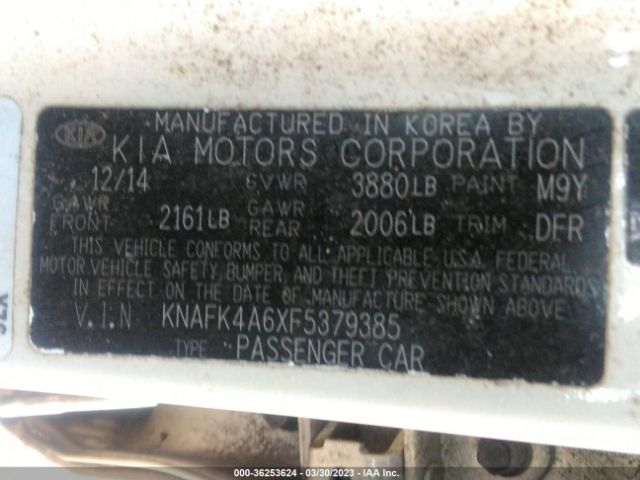 MANUFACTURED IN KOREA BY
KIA KIA MOTORS CORPORATION
12/14 GVWR 3880LB PAINT M9Y
GAWR FRONT 2161LB GAWR REAR 2006LB TRIM DFR
THIS VEHICLE CONFORMS TO ALL APPLICABLE U.S.A. FEDERAL
MOTOR VEHICLE SAFETY, BUMPER, AND THEFT PREVENTION STANDARDS
IN EFFECT ON THE DATE OF MANUFACTURE SHOWN ABOVE.
V.I.N KNAFK4A6XF5379385
TYPE PASSENGER CAR
000-36253624 — 03/30/2023 — IAA Inc.